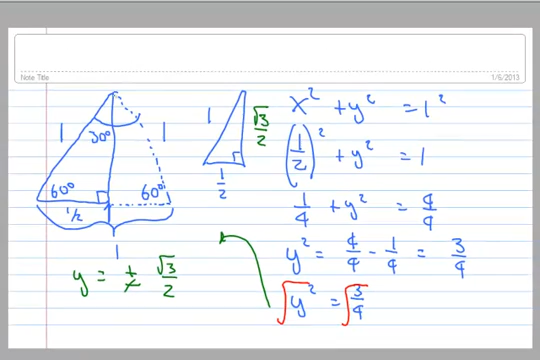 Note Title
1/6/2013
1
30°
1
60°
60°
1/2
1
1
√3/2
1/2
y = ± √3/2
x² + y² = 1²
(1/2)² + y² = 1
1/4 + y² = 4/4
y² = 4/4 - 1/4 = 3/4
√y² = √3/4